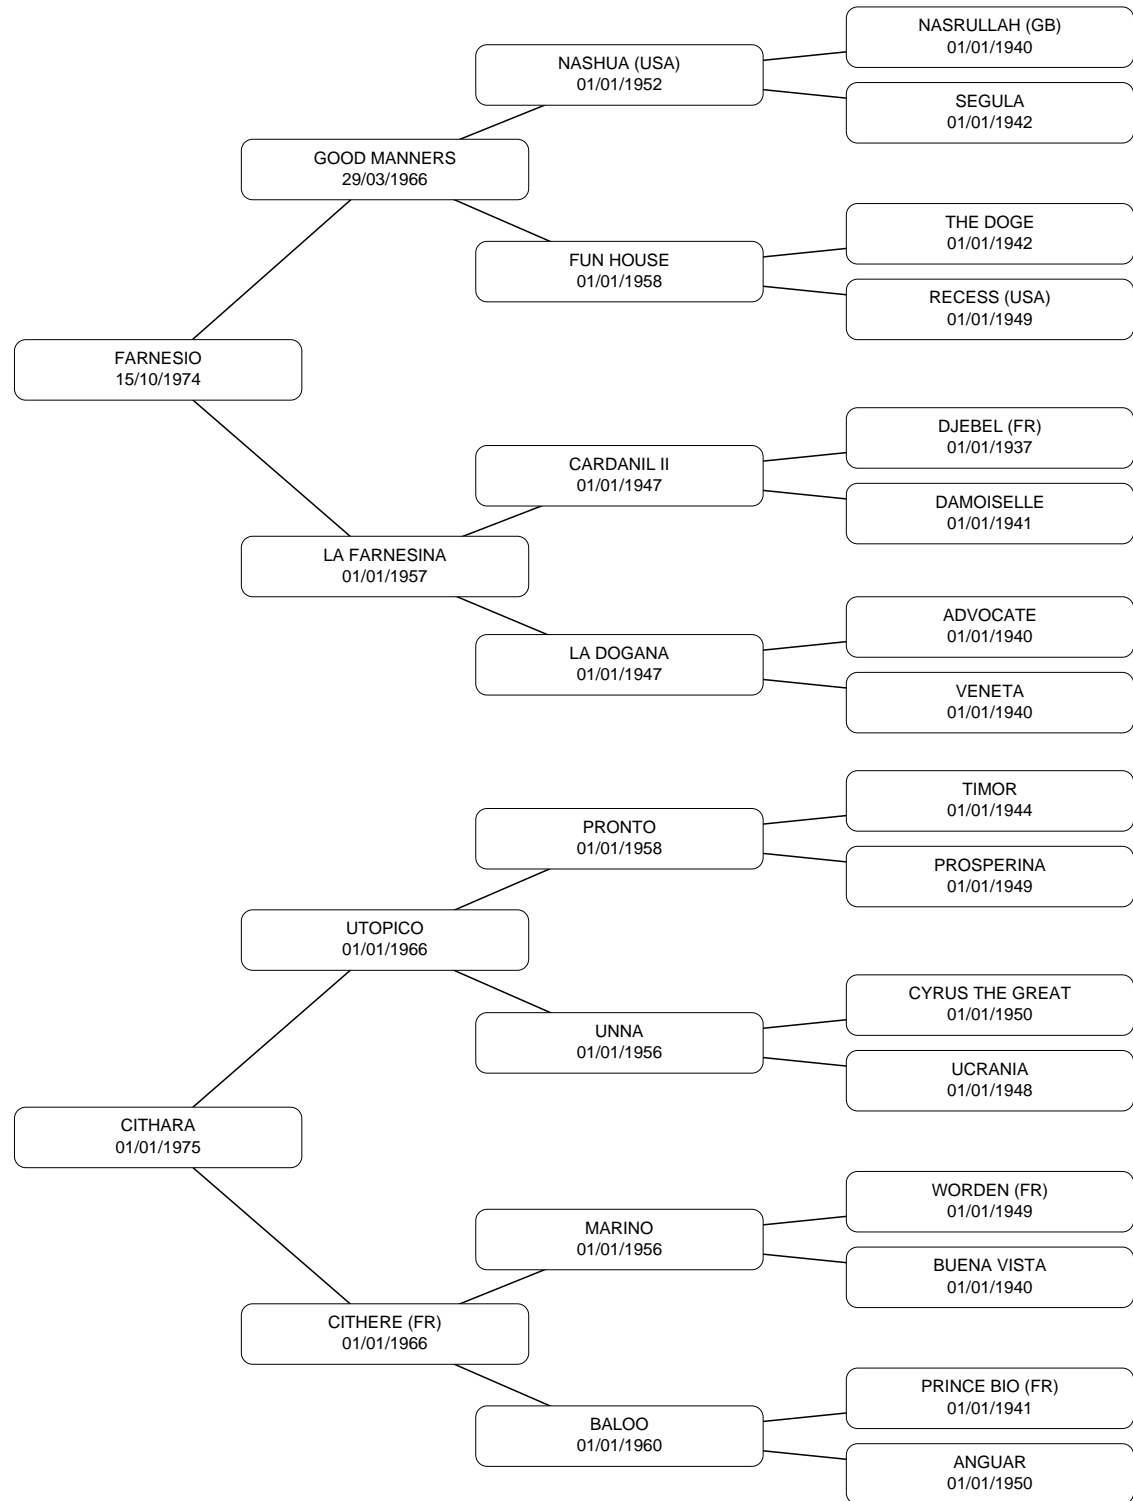 NASRULLAH (GB)
01/01/1940
NASHUA (USA)
01/01/1952
SEGULA
01/01/1942
GOOD MANNERS
29/03/1966
THE DOGE
01/01/1942
FUN HOUSE
01/01/1958
RECESS (USA)
01/01/1949
FARNESIO
15/10/1974
DJEBEL (FR)
01/01/1937
CARDANIL II
01/01/1947
DAMOISELLE
01/01/1941
LA FARNESINA
01/01/1957
ADVOCATE
01/01/1940
LA DOGANA
01/01/1947
VENETA
01/01/1940
TIMOR
01/01/1944
PRONTO
01/01/1958
PROSPERINA
01/01/1949
UTOPICO
01/01/1966
CYRUS THE GREAT
01/01/1950
UNNA
01/01/1956
UCRANIA
01/01/1948
CITHARA
01/01/1975
WORDEN (FR)
01/01/1949
MARINO
01/01/1956
BUENA VISTA
01/01/1940
CITHERE (FR)
01/01/1966
PRINCE BIO (FR)
01/01/1941
BALOO
01/01/1960
ANGUAR
01/01/1950